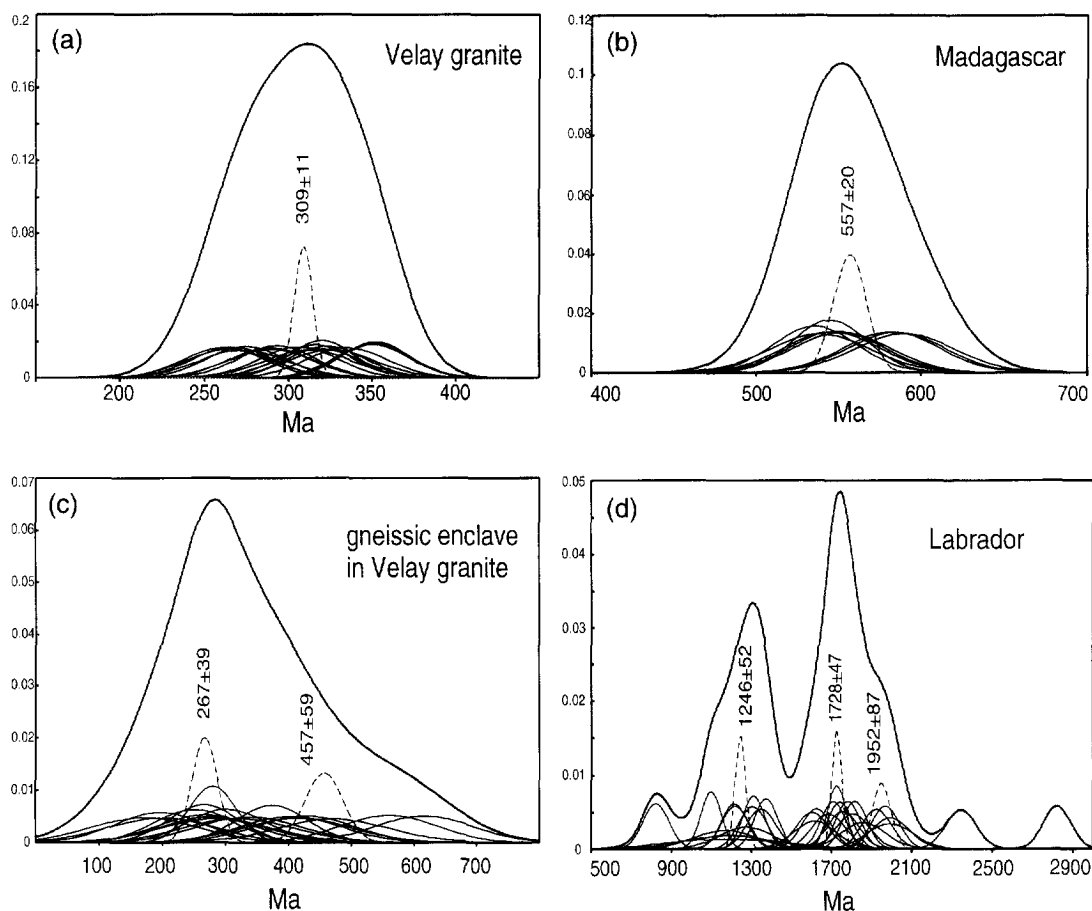 (a)
Velay granite
0.2
0.16
0.12
0.08
0.04
0
309±11
200 250 300 350 400
Ma
(b)
Madagascar
0.12
0.1
0.08
0.06
0.04
0.02
0
557±20
400 500 600 700
Ma
(c)
gneissic enclave
in Velay granite
0.07
0.06
0.05
0.04
0.03
0.02
0.01
0
267±39
457±59
100 200 300 400 500 600 700
Ma
(d)
Labrador
0.05
0.04
0.03
0.02
0.01
0
1246±52
1728±47
1952±87
500 900 1300 1700 2100 2500 2900
Ma